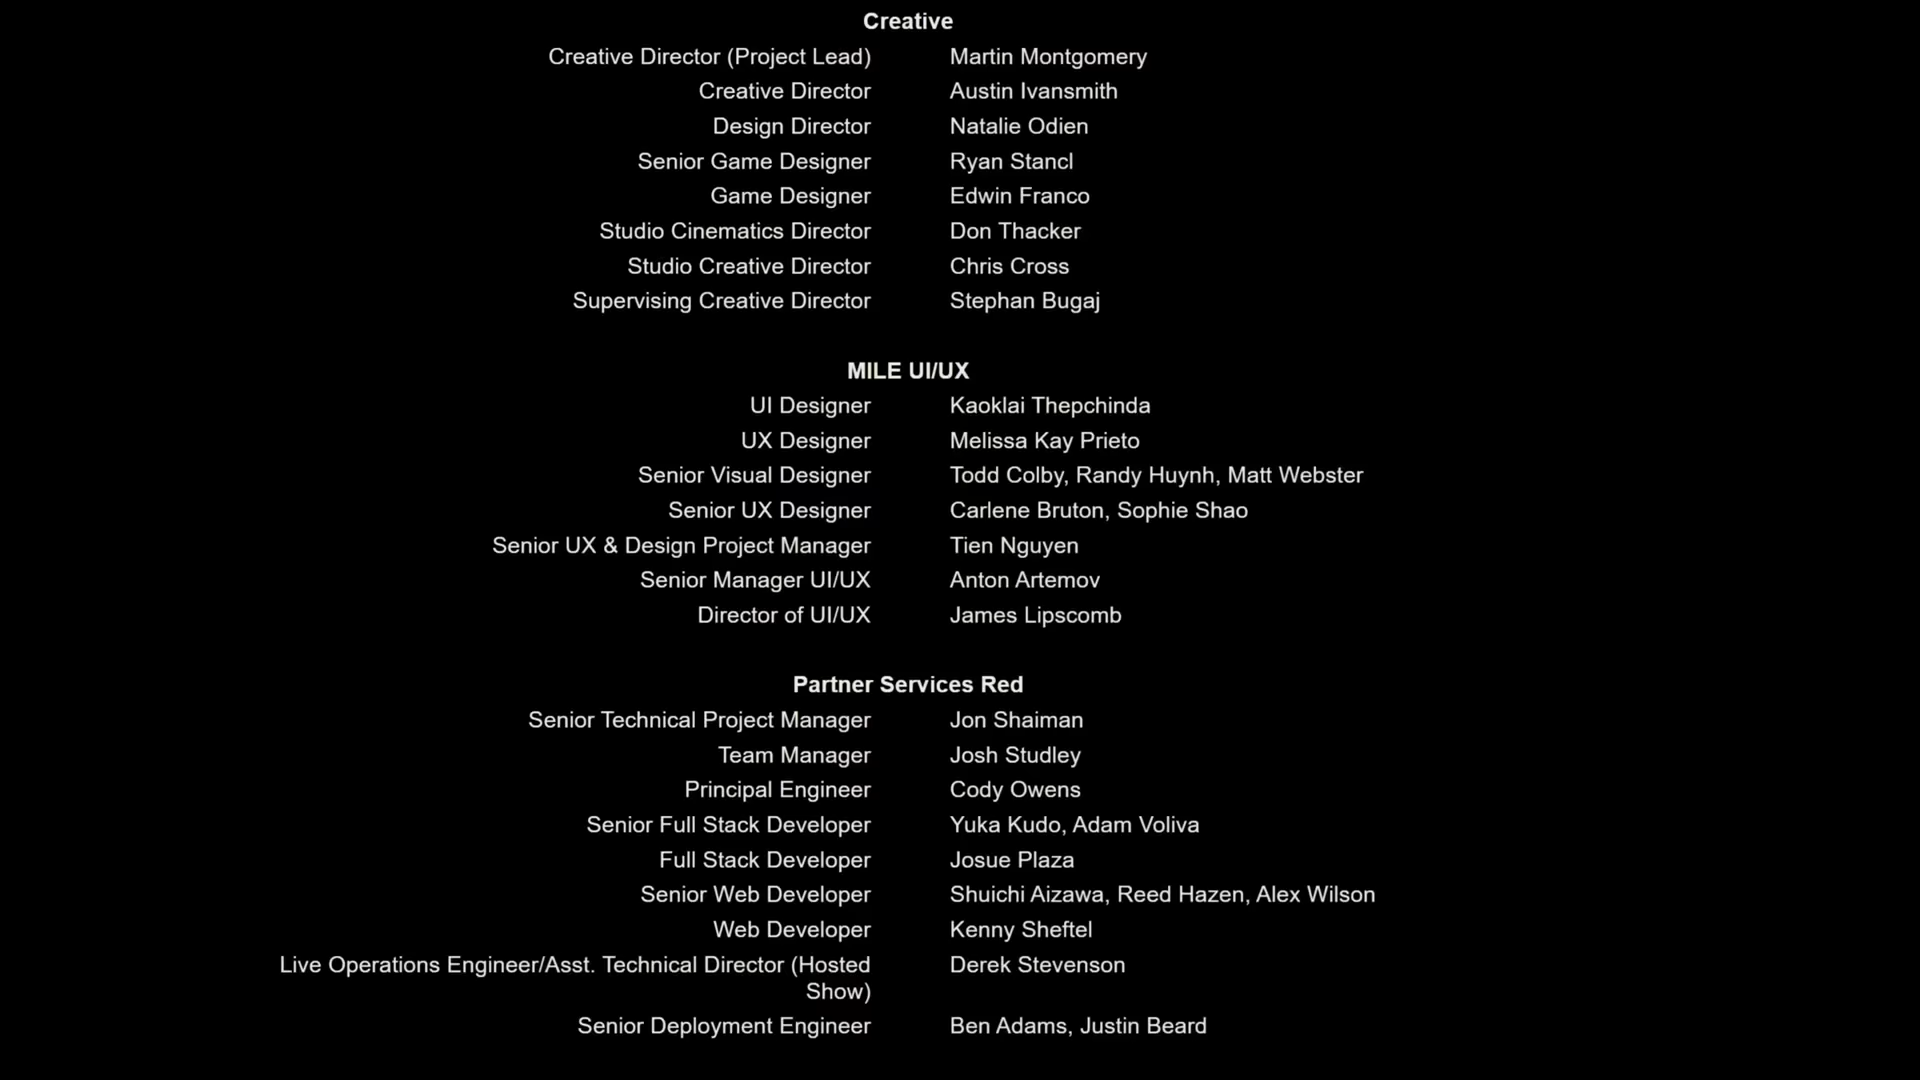 Creative
Creative Director (Project Lead) Martin Montgomery
Creative Director Austin Ivansmith
Design Director Natalie Odien
Senior Game Designer Ryan Stancl
Game Designer Edwin Franco
Studio Cinematics Director Don Thacker
Studio Creative Director Chris Cross
Supervising Creative Director Stephan Bugaj
MILE UI/UX
UI Designer Kaoklai Thepchinda
UX Designer Melissa Kay Prieto
Senior Visual Designer Todd Colby, Randy Huynh, Matt Webster
Senior UX Designer Carlene Bruton, Sophie Shao
Senior UX & Design Project Manager Tien Nguyen
Senior Manager UI/UX Anton Artemov
Director of UI/UX James Lipscomb
Partner Services Red
Senior Technical Project Manager Jon Shaiman
Team Manager Josh Studley
Principal Engineer Cody Owens
Senior Full Stack Developer Yuka Kudo, Adam Voliva
Full Stack Developer Josue Plaza
Senior Web Developer Shuichi Aizawa, Reed Hazen, Alex Wilson
Web Developer Kenny Sheftel
Live Operations Engineer/Asst. Technical Director (Hosted Derek Stevenson
Show)
Senior Deployment Engineer Ben Adams, Justin Beard